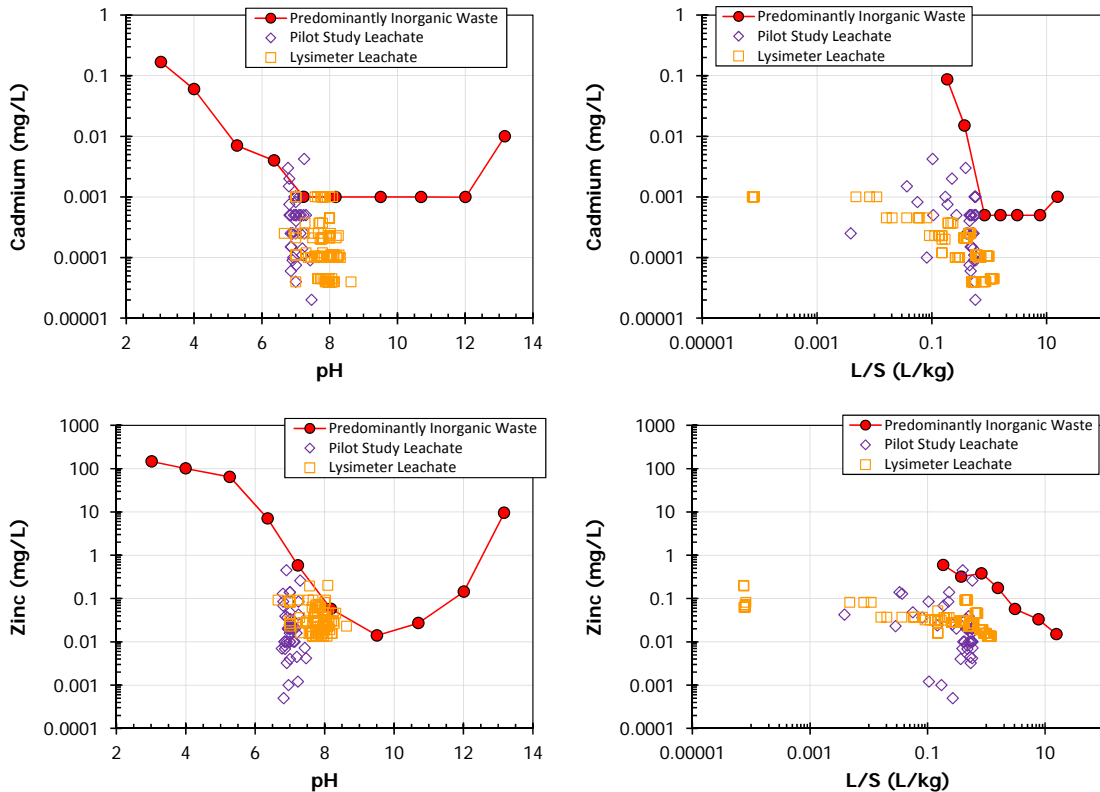 Predominantly Inorganic Waste
Pilot Study Leachate
Lysimeter Leachate
1
0.1
0.01
0.001
0.0001
0.00001
Cadmium (mg/L)
2 4 6 8 10 12 14
pH
Predominantly Inorganic Waste
Pilot Study Leachate
Lysimeter Leachate
1
0.1
0.01
0.001
0.0001
0.00001
Cadmium (mg/L)
0.00001 0.001 0.1 10
L/S (L/kg)
Predominantly Inorganic Waste
Pilot Study Leachate
Lysimeter Leachate
1000
100
10
1
0.1
0.01
0.001
0.0001
Zinc (mg/L)
2 4 6 8 10 12 14
pH
Predominantly Inorganic Waste
Pilot Study Leachate
Lysimeter Leachate
1000
100
10
1
0.1
0.01
0.001
0.0001
Zinc (mg/L)
0.00001 0.001 0.1 10
L/S (L/kg)